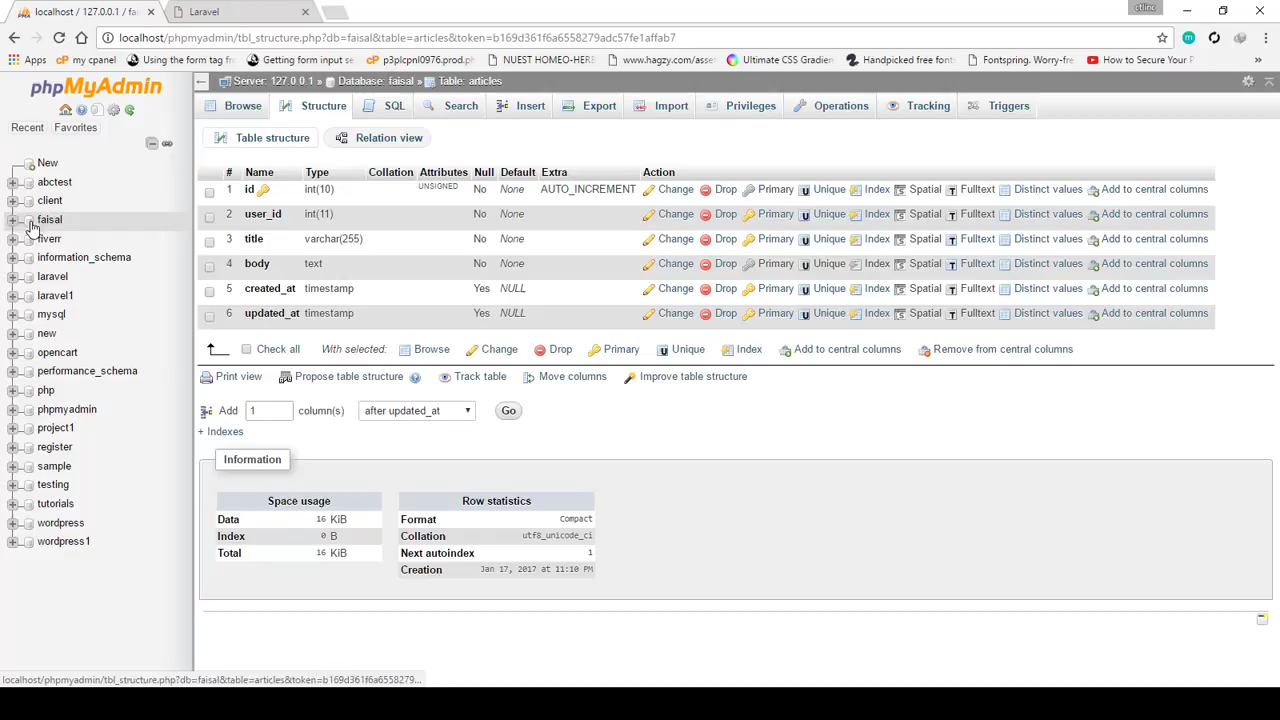 localhost / 127.0.0.1 / fai
Laravel
stlinc
localhost/phpmyadmin/tbl_structure.php?db=faisal&table=articles&token=b169d361f6a6558279adc57fe1affab7
Apps
my cpanel
Using the form tag fr
Getting form input se
p3plcpnl0976.prod.ph
NUEST HOMEO-HERB
www.hagzy.com/asset
Ultimate CSS Gradien
Handpicked free fonts
Fontspring. Worry-fre
How to Secure Your P
phpMyAdmin
Recent Favorites
New
abctest
client
faisal
fiverr
information_schema
laravel
laravel1
mysql
new
opencart
performance_schema
php
phpmyadmin
project1
register
sample
testing
tutorials
wordpress
wordpress1
Server: 127.0.0.1 » Database: faisal » Table: articles
Browse Structure SQL Search Insert Export Import Privileges Operations Tracking Triggers
Table structure Relation view
# Name Type Collation Attributes Null Default Extra Action
1 id int(10) UNSIGNED No None AUTO_INCREMENT Change Drop Primary Unique Index Spatial Fulltext Distinct values Add to central columns
2 user_id int(11) No None Change Drop Primary Unique Index Spatial Fulltext Distinct values Add to central columns
3 title varchar(255) No None Change Drop Primary Unique Index Spatial Fulltext Distinct values Add to central columns
4 body text No None Change Drop Primary Unique Index Spatial Fulltext Distinct values Add to central columns
5 created_at timestamp Yes NULL Change Drop Primary Unique Index Spatial Fulltext Distinct values Add to central columns
6 updated_at timestamp Yes NULL Change Drop Primary Unique Index Spatial Fulltext Distinct values Add to central columns
Check all With selected: Browse Change Drop Primary Unique Index Add to central columns Remove from central columns
Print view Propose table structure Track table Move columns Improve table structure
Add 1 column(s) after updated_at Go
+ Indexes
Information
Space usage
Data 16 KiB
Index 0 B
Total 16 KiB
Row statistics
Format Compact
Collation utf8_unicode_ci
Next autoindex 1
Creation Jan 17, 2017 at 11:10 PM
localhost/phpmyadmin/tbl_structure.php?db=faisal&table=articles&token=b169d361f6a6558279...